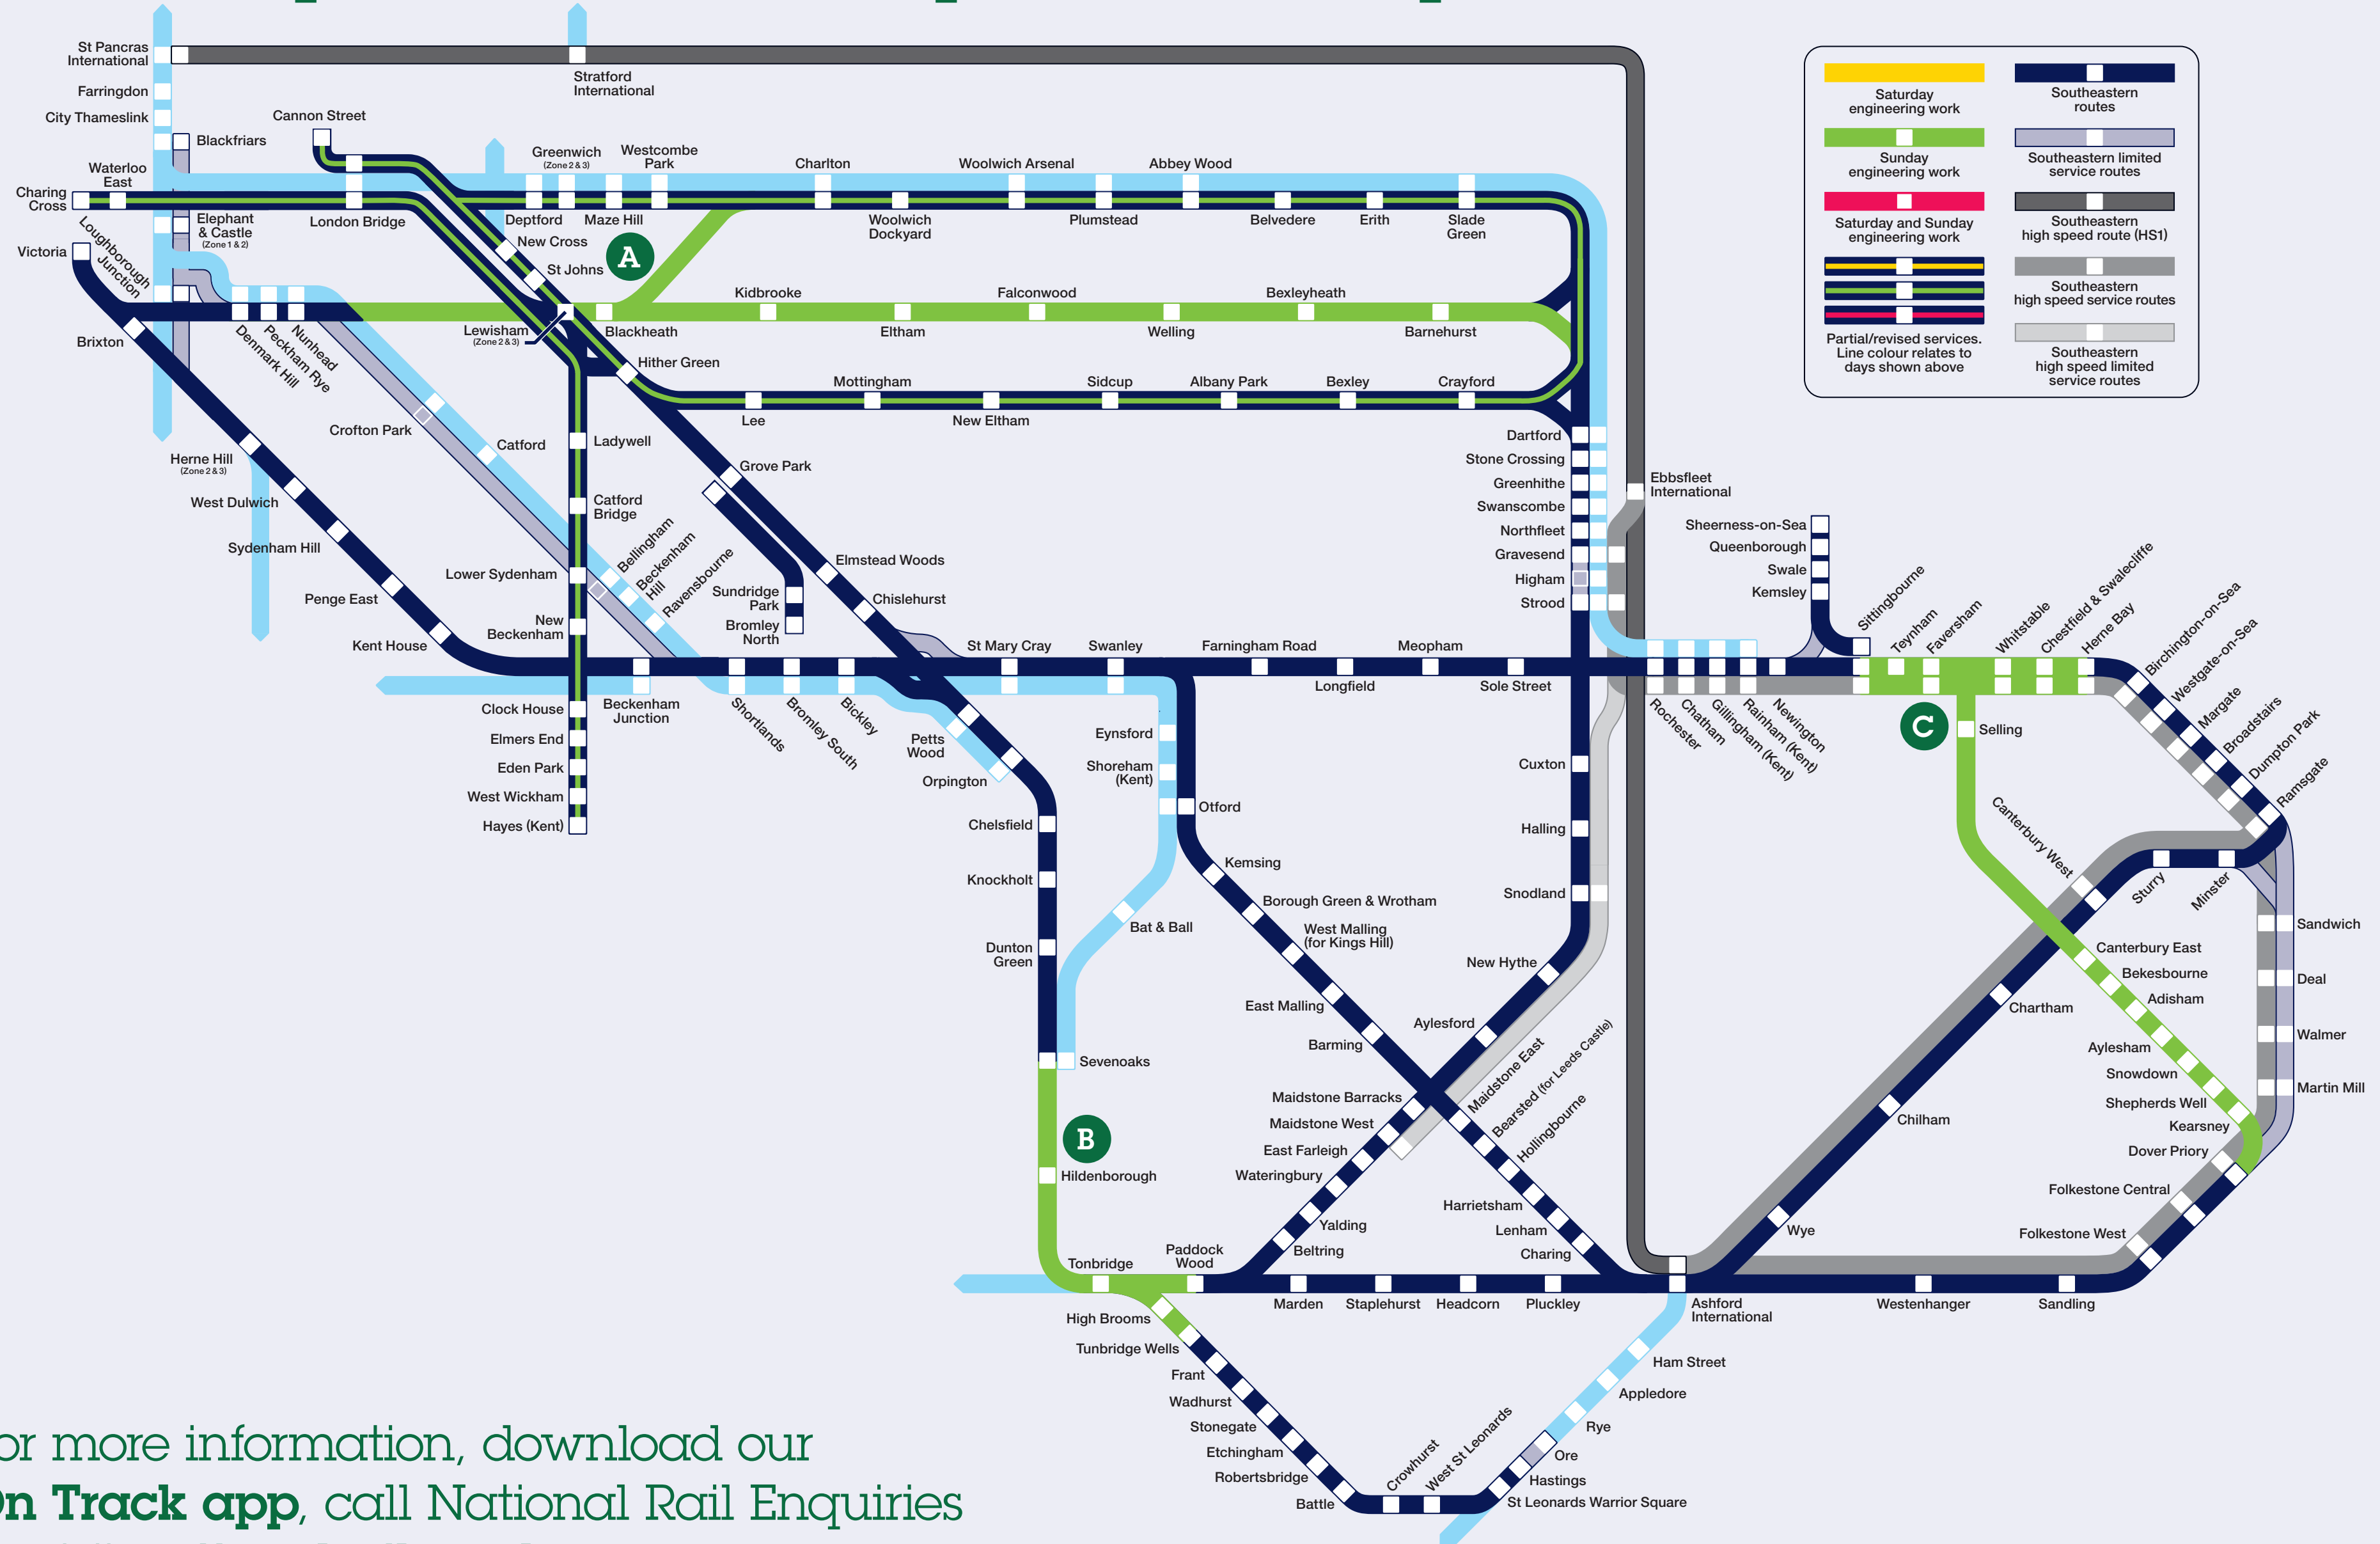 St Pancras
International
Farringdon
City Thameslink
Blackfriars
Cannon Street
Stratford
International
Waterloo
East
Charing
Cross
Elephant
& Castle
(Zone 1 & 2)
London Bridge
Victoria
Loughborough
Junction
Brixton
Denmark Hill
Peckham Rye
Nunhead
Greenwich
(Zone 2 & 3)
Westcombe
Park
Charlton
Woolwich Arsenal
Abbey Wood
Deptford
Maze Hill
Woolwich
Dockyard
Plumstead
Belvedere
Erith
Slade
Green
New Cross
St Johns
A
Lewisham
(Zone 2 & 3)
Blackheath
Kidbrooke
Eltham
Falconwood
Welling
Bexleyheath
Barnehurst
Hither Green
Lee
Mottingham
New Eltham
Sidcup
Albany Park
Bexley
Crayford
Saturday
engineering work
Sunday
engineering work
Saturday and Sunday
engineering work
Partial/revised services.
Line colour relates to
days shown above
Southeastern
routes
Southeastern limited
service routes
Southeastern
high speed route (HS1)
Southeastern
high speed service routes
Southeastern
high speed limited
service routes
Crofton Park
Catford
Herne Hill
(Zone 2 & 3)
West Dulwich
Sydenham Hill
Penge East
Kent House
Ladywell
Catford
Bridge
Lower Sydenham
New
Beckenham
Bellingham
Beckenham
Hill
Ravensbourne
Clock House
Elmers End
Eden Park
West Wickham
Hayes (Kent)
Beckenham
Junction
Shortlands
Bromley South
Bickley
Grove Park
Sundridge
Park
Bromley
North
Elmstead Woods
Chislehurst
Petts
Wood
Orpington
Chelsfield
Knockholt
Dunton
Green
Sevenoaks
B
Hildenborough
Tonbridge
High Brooms
Tunbridge Wells
Frant
Wadhurst
Stonegate
Etchingham
Robertsbridge
Battle
Crowhurst
West St Leonards
St Leonards Warrior Square
Hastings
Ore
Rye
Appledore
Ham Street
St Mary Cray
Swanley
Farningham Road
Longfield
Meopham
Sole Street
Eynsford
Shoreham
(Kent)
Otford
Bat & Ball
Kemsing
Borough Green & Wrotham
West Malling
(for Kings Hill)
East Malling
Barming
Maidstone East
Bearsted (for Leeds Castle)
Hollingbourne
Harrietsham
Lenham
Charing
Dartford
Stone Crossing
Greenhithe
Swanscombe
Northfleet
Gravesend
Higham
Strood
Ebbsfleet
International
Cuxton
Halling
Snodland
New Hythe
Aylesford
Maidstone Barracks
Maidstone West
East Farleigh
Wateringbury
Yalding
Beltring
Paddock
Wood
Marden
Staplehurst
Headcorn
Pluckley
Ashford
International
Westenhanger
Sandling
Rochester
Chatham
Gillingham (Kent)
Rainham (Kent)
Newington
Sheerness-on-Sea
Queenborough
Swale
Kemsley
Sittingbourne
Teynham
Faversham
Whitstable
Chestfield & Swalecliffe
Herne Bay
Birchington-on-Sea
Westgate-on-Sea
Margate
Broadstairs
Dumpton Park
Ramsgate
C
Selling
Canterbury West
Sturry
Minster
Sandwich
Deal
Walmer
Martin Mill
Canterbury East
Bekesbourne
Adisham
Aylesham
Snowdown
Shepherds Well
Kearsney
Dover Priory
Folkestone Central
Folkestone West
Chartham
Chilham
Wye
or more information, download our
On Track app, call National Rail Enquiries